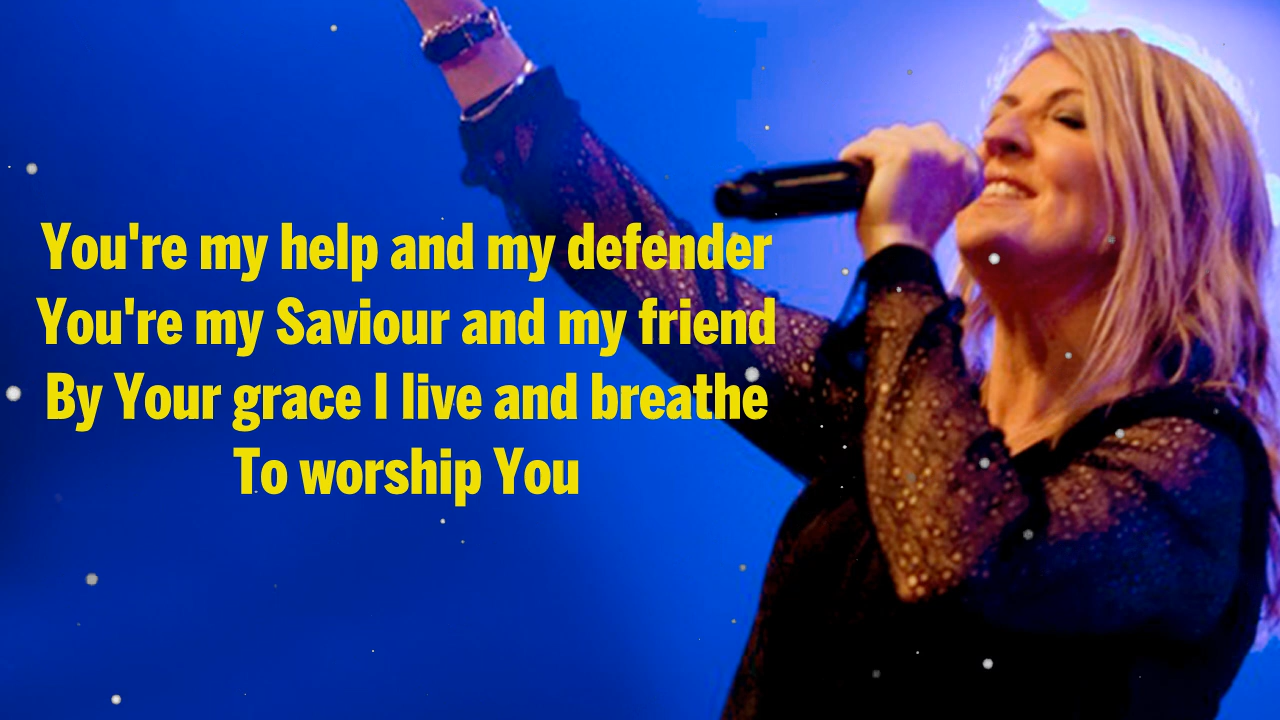 You're my help and my defender
You're my Saviour and my friend
By Your grace I live and breathe
To worship You